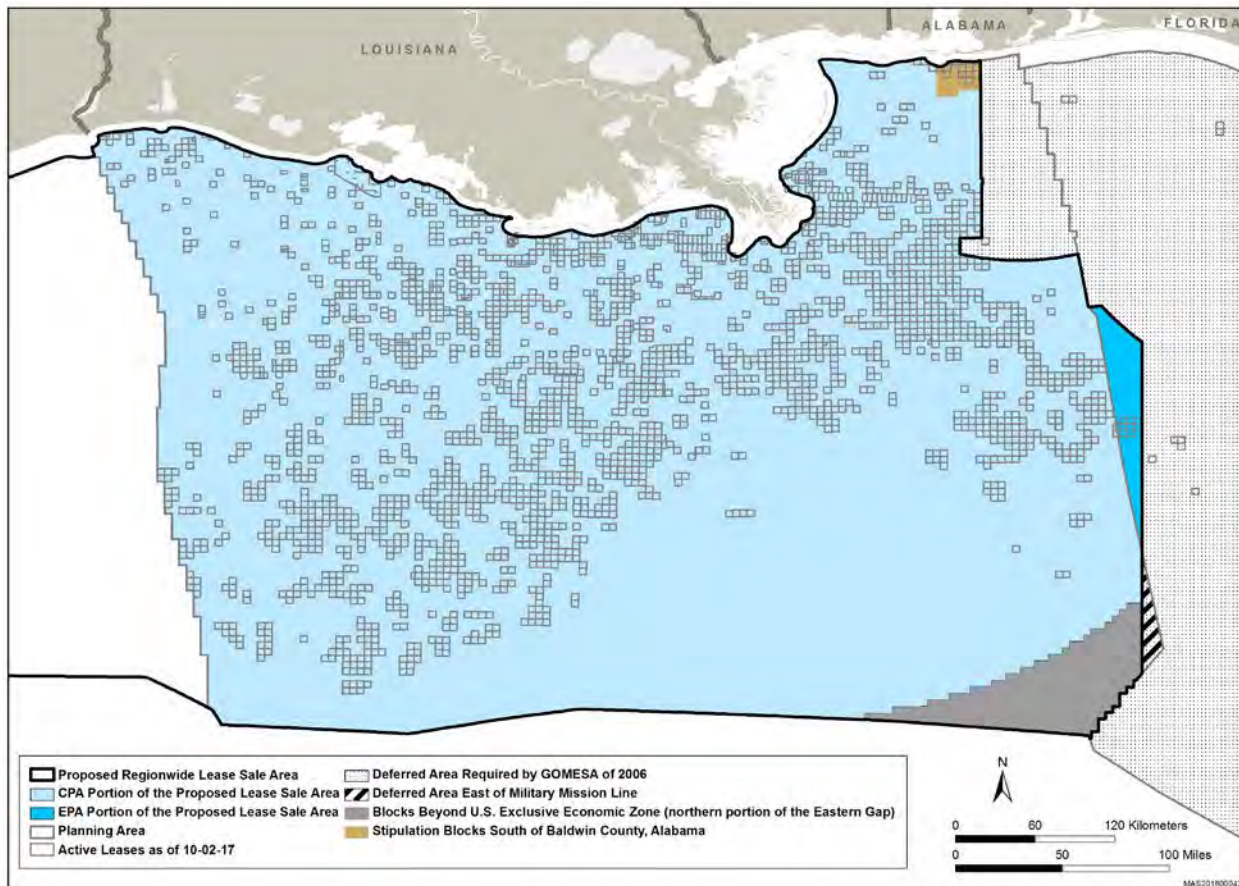 LOUISIANA
ALABAMA
FLORIDA
Proposed Regionwide Lease Sale Area
CPA Portion of the Proposed Lease Sale Area
EPA Portion of the Proposed Lease Sale Area
Planning Area
Active Leases as of 10-02-17
Deferred Area Required by GOMESA of 2006
Deferred Area East of Military Mission Line
Blocks Beyond U.S. Exclusive Economic Zone (northern portion of the Eastern Gap)
Stipulation Blocks South of Baldwin County, Alabama
N
0 60 120 Kilometers
0 50 100 Miles